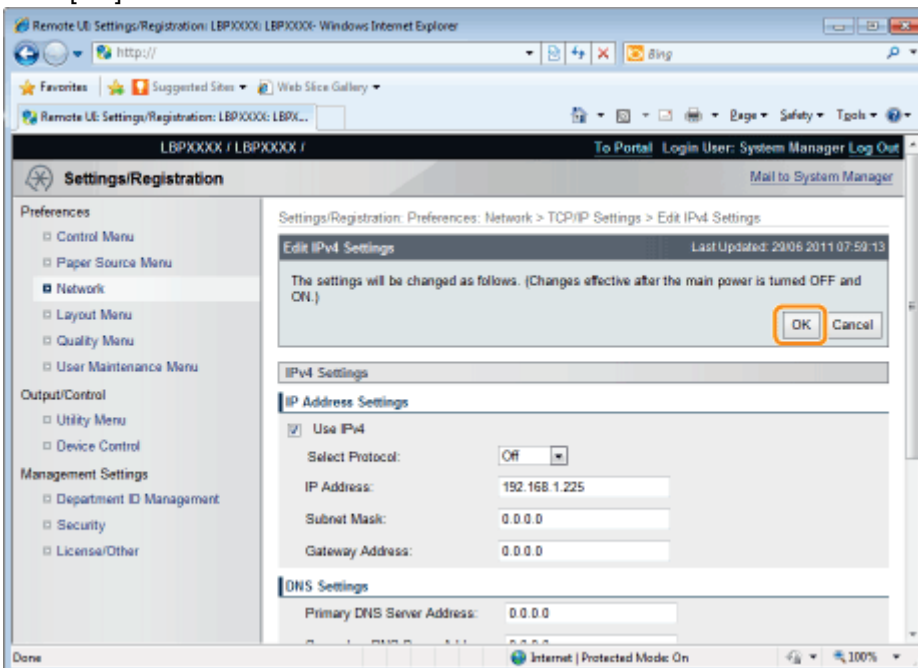 Remote UI: Settings/Registration: LBPXXXX: LBPXXXX- Windows Internet Explorer
http://
Bing
Favorites Suggested Sites Web Slice Gallery
Remote UI: Settings/Registration: LBPXXXX: LBPX...
Page Safety Tools
LBPXXXX / LBPXXXX / To Portal Login User: System Manager Log Out
Settings/Registration Mail to System Manager
Preferences
Control Menu
Paper Source Menu
Network
Layout Menu
Quality Menu
User Maintenance Menu
Output/Control
Utility Menu
Device Control
Management Settings
Department ID Management
Security
License/Other
Settings/Registration: Preferences: Network > TCP/IP Settings > Edit IPv4 Settings
Edit IPv4 Settings Last Updated: 29/06 2011 07:59:13
The settings will be changed as follows. (Changes effective after the main power is turned OFF and
ON.)
OK Cancel
IPv4 Settings
IP Address Settings
Use IPv4
Select Protocol: Off
IP Address: 192.168.1.225
Subnet Mask: 0.0.0.0
Gateway Address: 0.0.0.0
DNS Settings
Primary DNS Server Address: 0.0.0.0
Done Internet | Protected Mode: On 100%